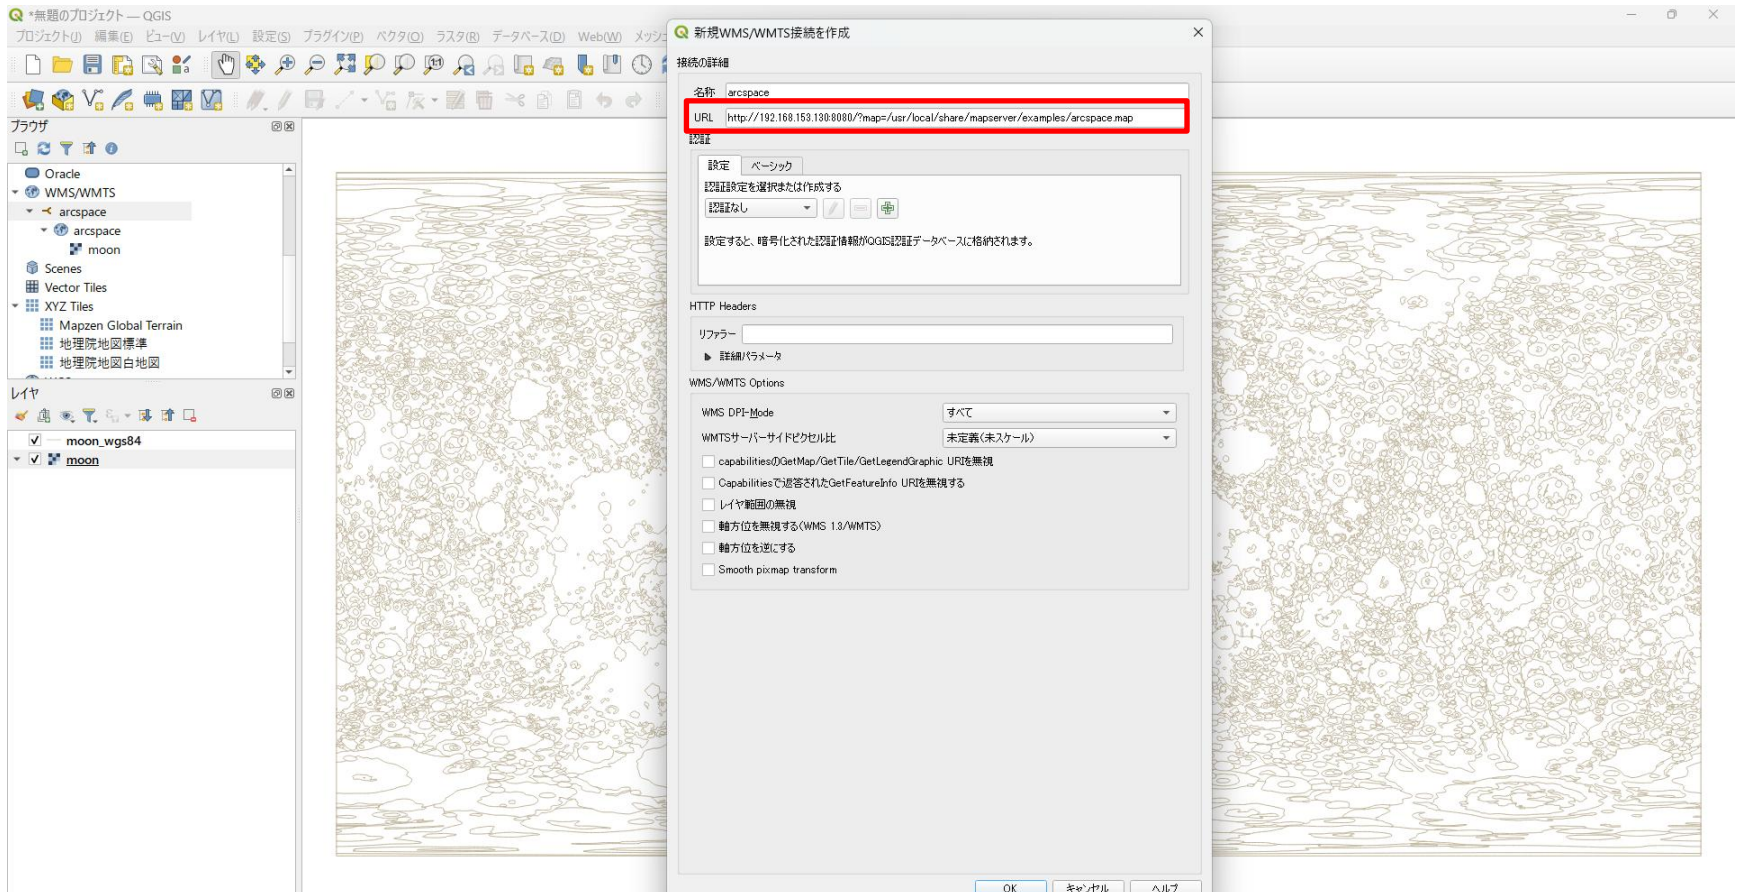 *無題のプロジェクト — QGIS
プロジェクト(J) 編集(E) ビュー(V) レイヤ(L) 設定(S) プラグイン(P) ベクタ(O) ラスタ(R) データベース(D) Web(W) メッシ
ブラウザ
Oracle
WMS/WMTS
arcspace
arcspace
moon
Scenes
Vector Tiles
XYZ Tiles
Mapzen Global Terrain
地理院地図標準
地理院地図白地図
レイヤ
moon_wgs84
moon
新規WMS/WMTS接続を作成
接続の詳細
名称 arcspace
URL http://192.168.153.130:8080/?map=/usr/local/share/mapserver/examples/arcspace.map
認証
設定 ベーシック
認証設定を選択または作成する
認証なし
設定すると、暗号化された認証情報がQGIS認証データベースに格納されます。
HTTP Headers
リファラー
詳細パラメータ
WMS/WMTS Options
WMS DPI-Mode すべて
WMTSサーバーサイドピクセル比 未定義(未スケール)
capabilitiesのGetMap/GetTile/GetLegendGraphic URIを無視
Capabilitiesで返答されたGetFeatureInfo URIを無視する
レイヤ範囲の無視
軸方位を無視する(WMS 1.3/WMTS)
軸方位を逆にする
Smooth pixmap transform
OK キャンセル ヘルプ